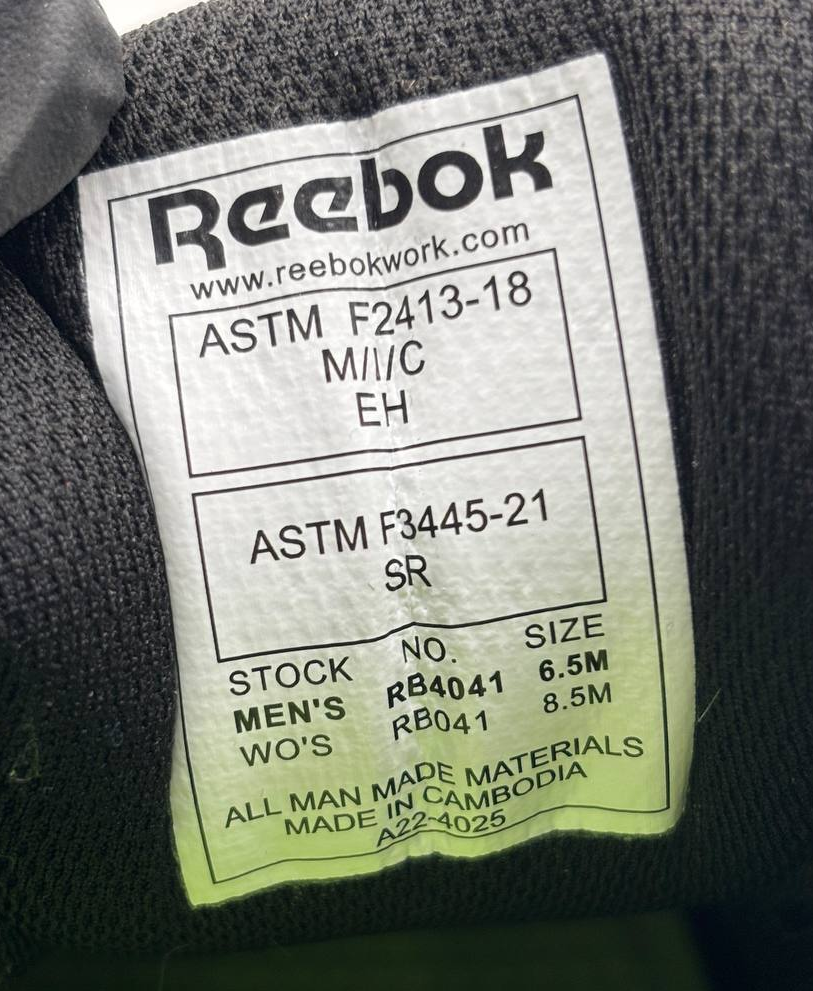 Reebok
www.reebokwork.com
ASTM F2413-18
M/I/C
EH
ASTM F3445-21
SR
STOCK NO. SIZE
MEN'S RB4041 6.5M
WO'S RB041 8.5M
ALL MAN MADE MATERIALS
MADE IN CAMBODIA
A22-4025